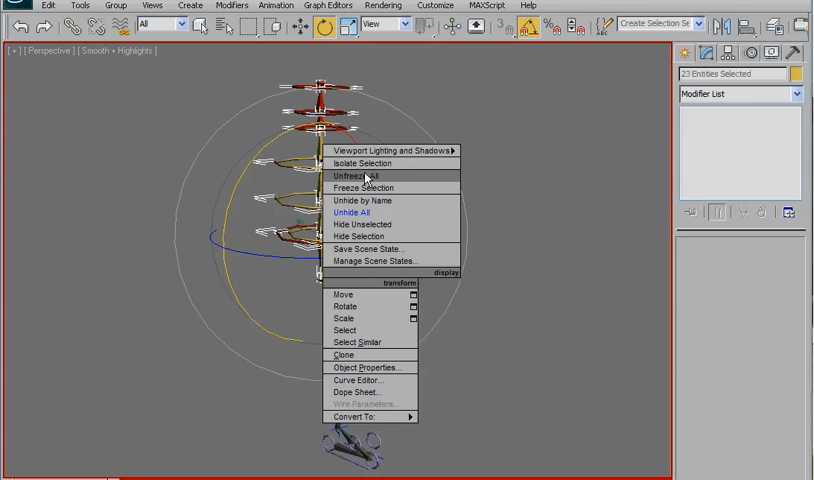 Edit Tools Group Views Create Modifiers Animation Graph Editors Rendering Customize MAXScript Help
All View Create Selection Se
[ + ] [ Perspective ] [ Smooth + Highlights ]
23 Entities Selected
Modifier List
Viewport Lighting and Shadows
Isolate Selection
Unfreeze All
Freeze Selection
Unhide by Name
Unhide All
Hide Unselected
Hide Selection
Save Scene State...
Manage Scene States...
display
transform
Move
Rotate
Scale
Select
Select Similar
Clone
Object Properties...
Curve Editor...
Dope Sheet...
Wire Parameters...
Convert To: